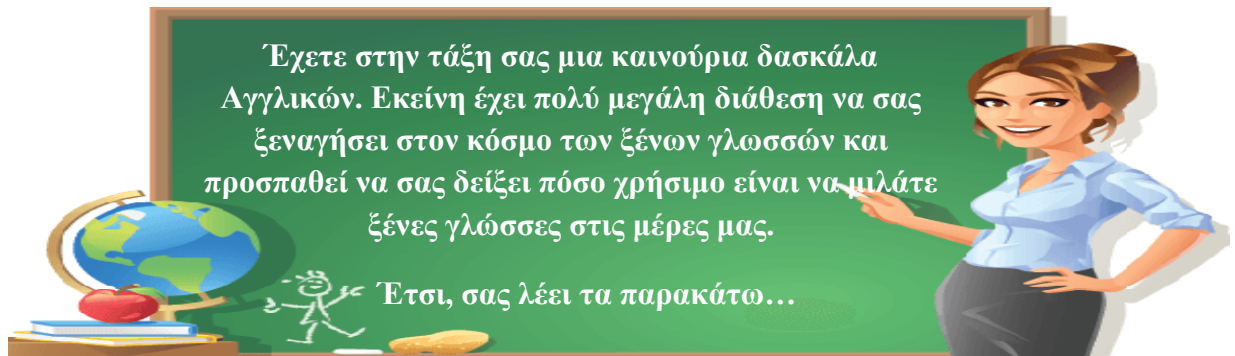 Έχετε στην τάξη σας μια καινούρια δασκάλα
Αγγλικών. Εκείνη έχει πολύ μεγάλη διάθεση να σας
ξεναγήσει στον κόσμο των ξένων γλωσσών και
προσπαθεί να σας δείξει πόσο χρήσιμο είναι να μιλάτε
ξένες γλώσσες στις μέρες μας.
Έτσι, σας λέει τα παρακάτω…